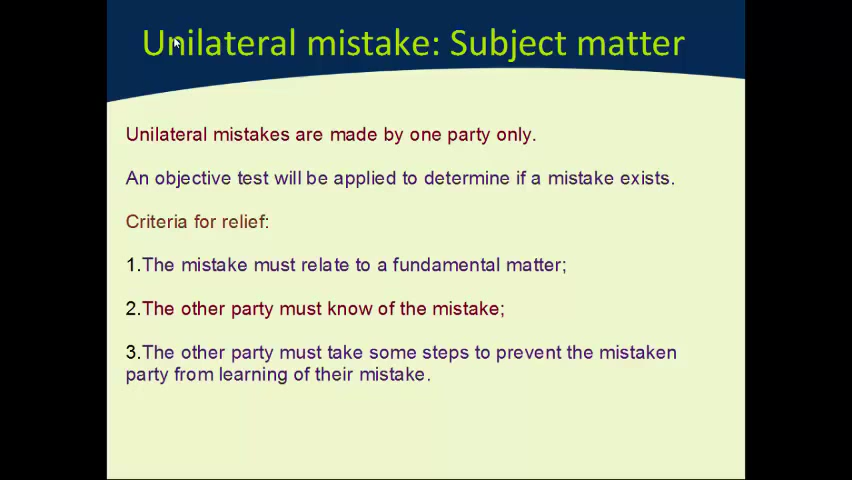 Unilateral mistake: Subject matter
Unilateral mistakes are made by one party only.
An objective test will be applied to determine if a mistake exists.
Criteria for relief:
1.The mistake must relate to a fundamental matter;
2.The other party must know of the mistake;
3.The other party must take some steps to prevent the mistaken
party from learning of their mistake.